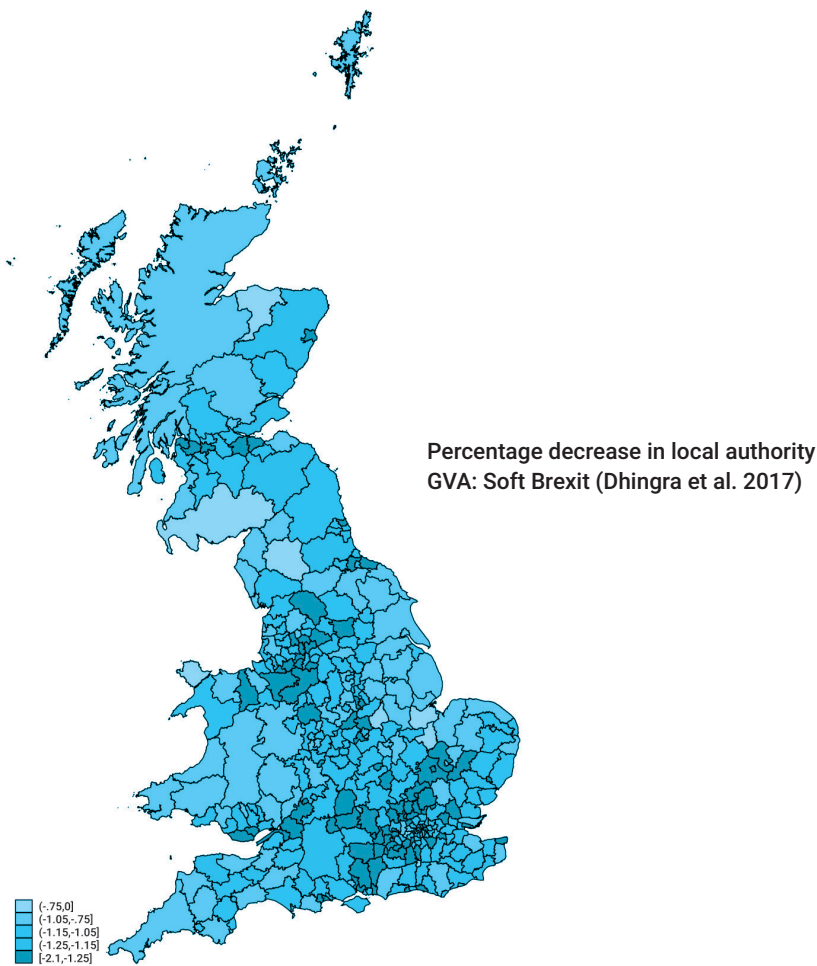 Percentage decrease in local authority
GVA: Soft Brexit (Dhingra et al. 2017)
(-.75,0]
(-1.05,-.75]
(-1.15,-1.05]
(-1.25,-1.15]
[-2.1,-1.25]